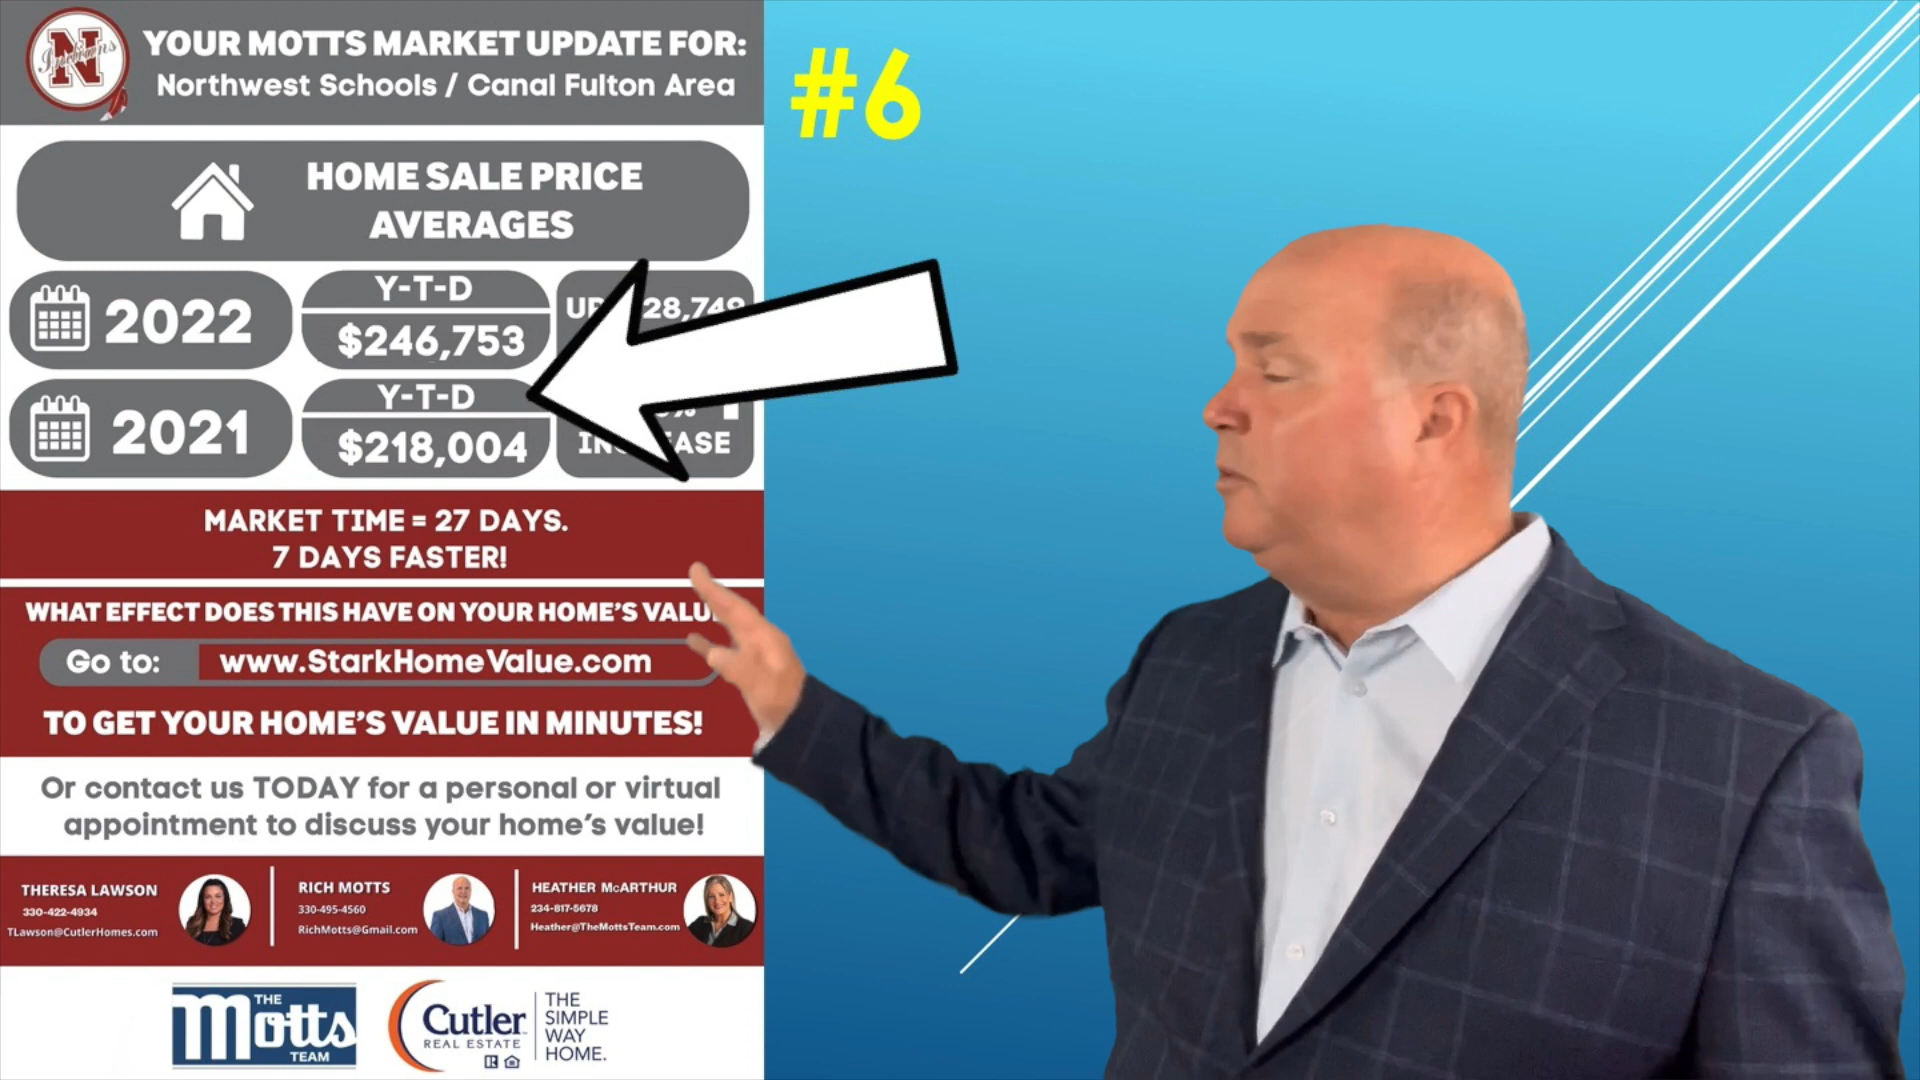 YOUR MOTTS MARKET UPDATE FOR:
Northwest Schools / Canal Fulton Area
N
Indians
#6
HOME SALE PRICE
AVERAGES
2022
Y-T-D
$246,753
28,749
2021
Y-T-D
$218,004
MARKET TIME = 27 DAYS.
7 DAYS FASTER!
WHAT EFFECT DOES THIS HAVE ON YOUR HOME'S VALU
Go to:
www.StarkHomeValue.com
TO GET YOUR HOME'S VALUE IN MINUTES!
Or contact us TODAY for a personal or virtual
appointment to discuss your home's value!
THERESA LAWSON
330-422-4934
TLawson@CutlerHomes.com
RICH MOTTS
330-495-4560
RichMotts@Gmail.com
HEATHER McARTHUR
234-817-5678
Heather@TheMottsTeam.com
THE
Motts
TEAM
Cutler
REAL ESTATE
THE
SIMPLE
WAY
HOME.